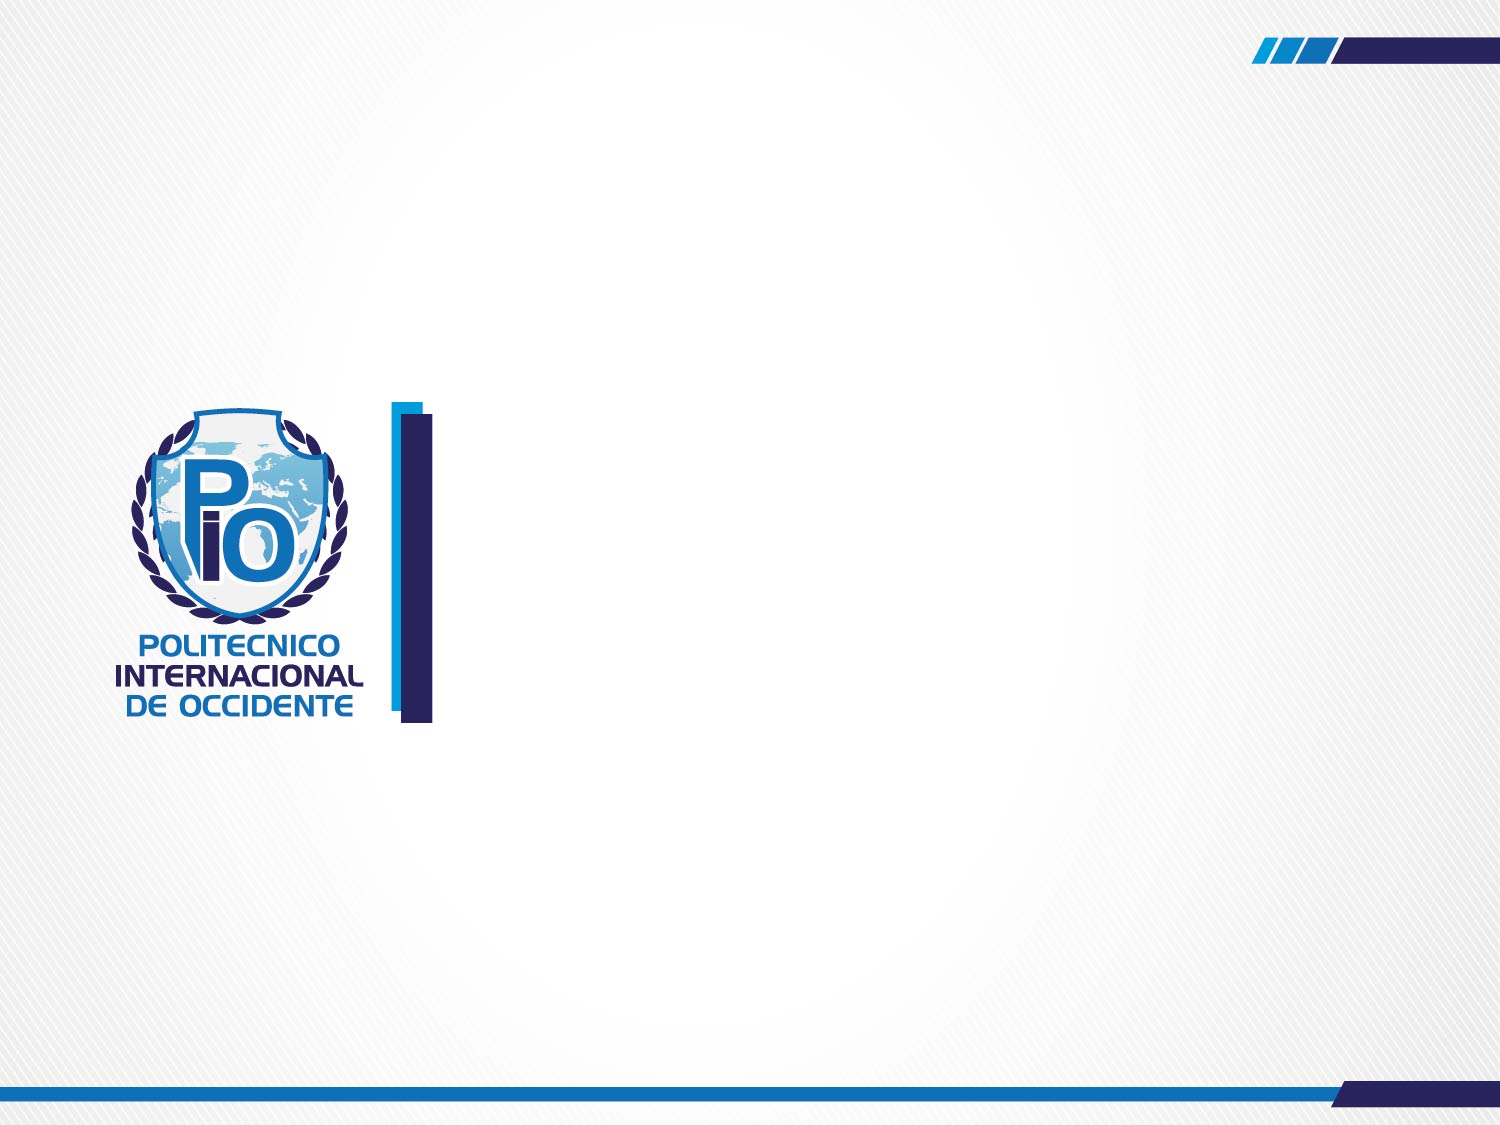 PiO
POLITECNICO
INTERNACIONAL
DE OCCIDENTE